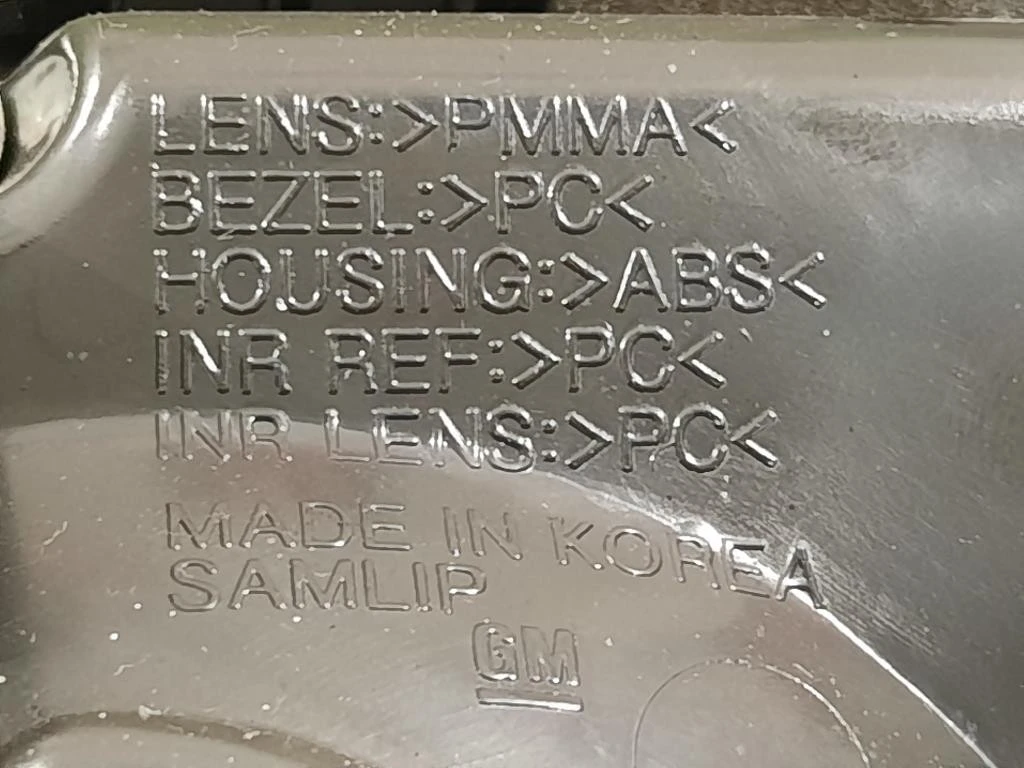 LENS:>PMMA<
BEZEL:>PC<
HOUSING:>ABS<
INR REF:>PC<
INR LENS:>PC<
MADE IN KOREA
SAMLIP
GM